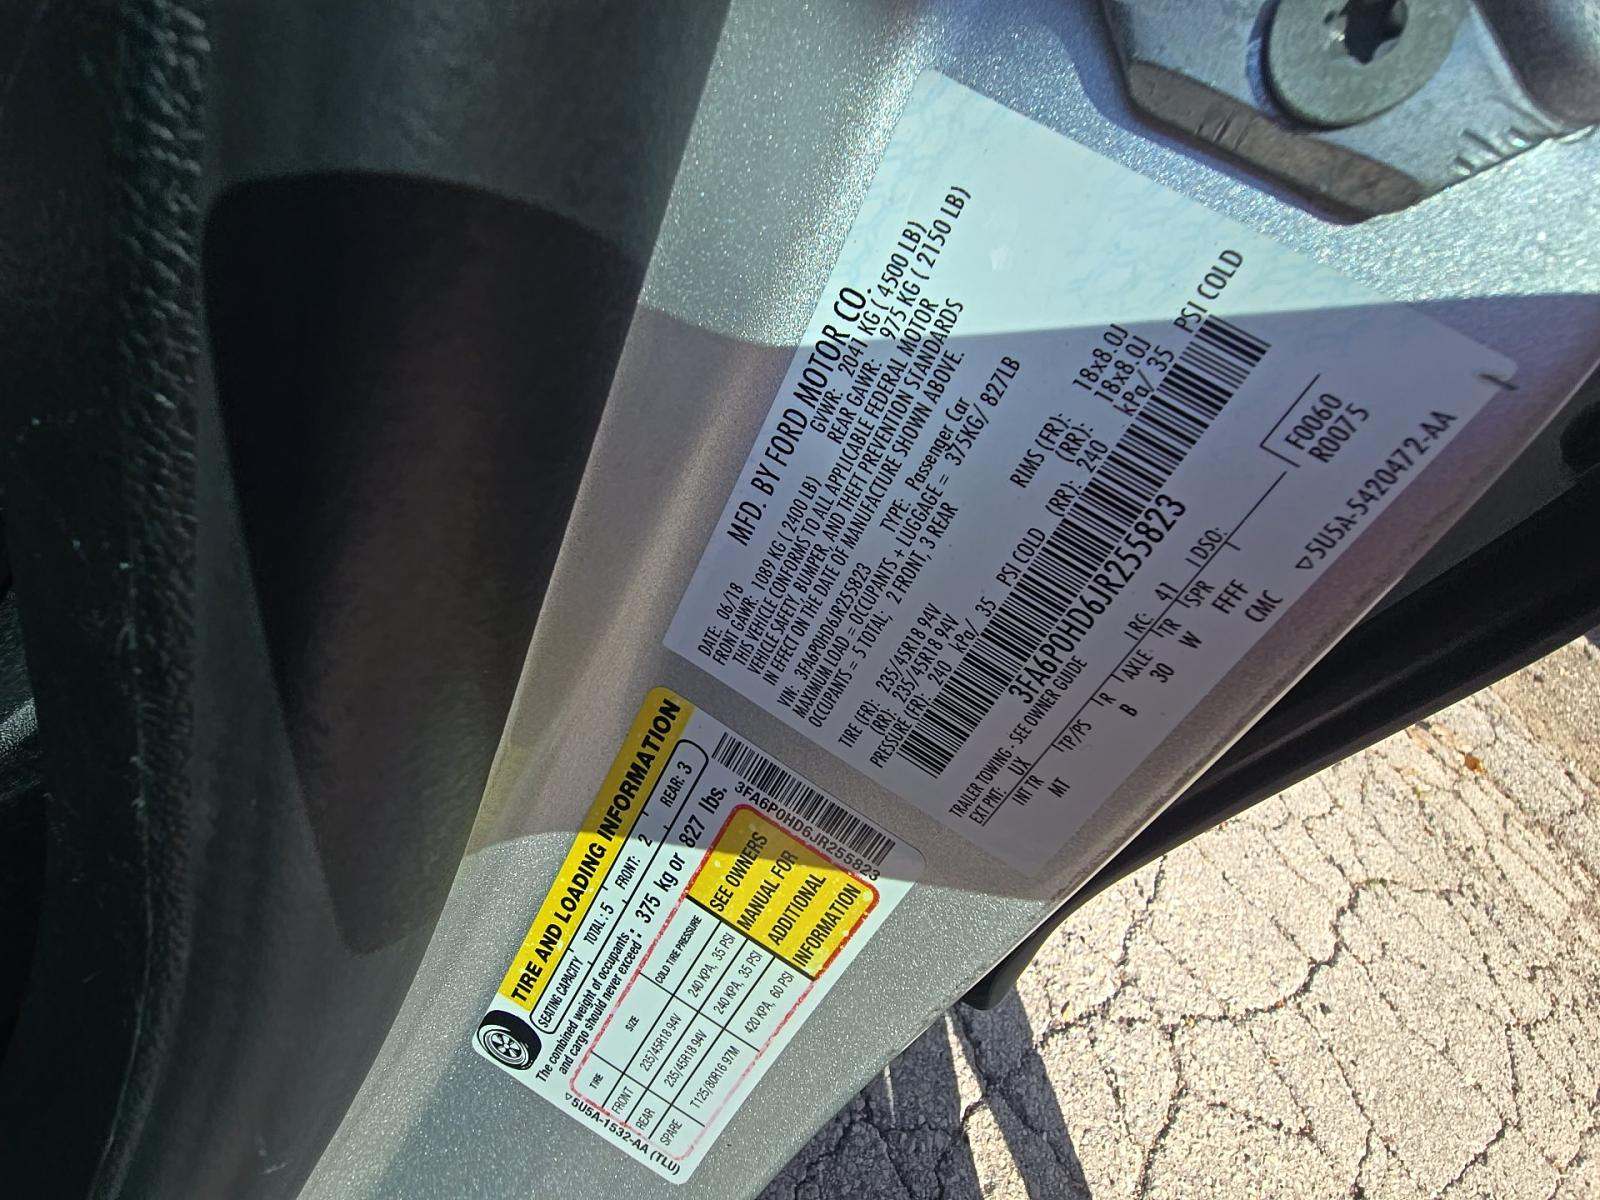 MFD. BY FORD MOTOR CO.
DATE: 06/18 GVWR: 2041 KG ( 4500 LB)
FRONT GAWR: 1089 KG ( 2400 LB) REAR GAWR: 975 KG ( 2150 LB)
THIS VEHICLE CONFORMS TO ALL APPLICABLE FEDERAL MOTOR
VEHICLE SAFETY, BUMPER, AND THEFT PREVENTION STANDARDS
IN EFFECT ON THE DATE OF MANUFACTURE SHOWN ABOVE.
VIN: 3FA6P0HD6JR255823 TYPE: Passenger Car
MAXIMUM LOAD = OCCUPANTS + LUGGAGE = 375KG/ 827LB
OCCUPANTS = 5 TOTAL, 2 FRONT, 3 REAR
TIRE (FR): 235/45R18 94V RIMS (FR): 18x8.0J
(RR): 235/45R18 94V (RR): 18x8.0J
PRESSURE (FR): 240 kPa/ 35 PSI COLD (RR): 240 kPa/ 35 PSI COLD
3FA6P0HD6JR255823
TRAILER TOWING - SEE OWNER GUIDE
EXT PNT: UX RC: 41 DSO: F0060
INT TR TP/PS R AXLE TR SPR R0075
MT B 30 W FFFF
CMC
▽5U5A-5420472-AA
TIRE AND LOADING INFORMATION
SEATING CAPACITY TOTAL: 5 FRONT: 2 REAR: 3
The combined weight of occupants
and cargo should never exceed: 375 kg or 827 lbs.
TIRE SIZE COLD TIRE PRESSURE
FRONT 235/45R18 94V 240 KPA, 35 PSI
REAR 235/45R18 94V 240 KPA, 35 PSI
SPARE T125/80R16 97M 420 KPA, 60 PSI
SEE OWNERS
MANUAL FOR
ADDITIONAL
INFORMATION
3FA6P0HD6JR255823
▽5U5A-1532-AA (TLU)